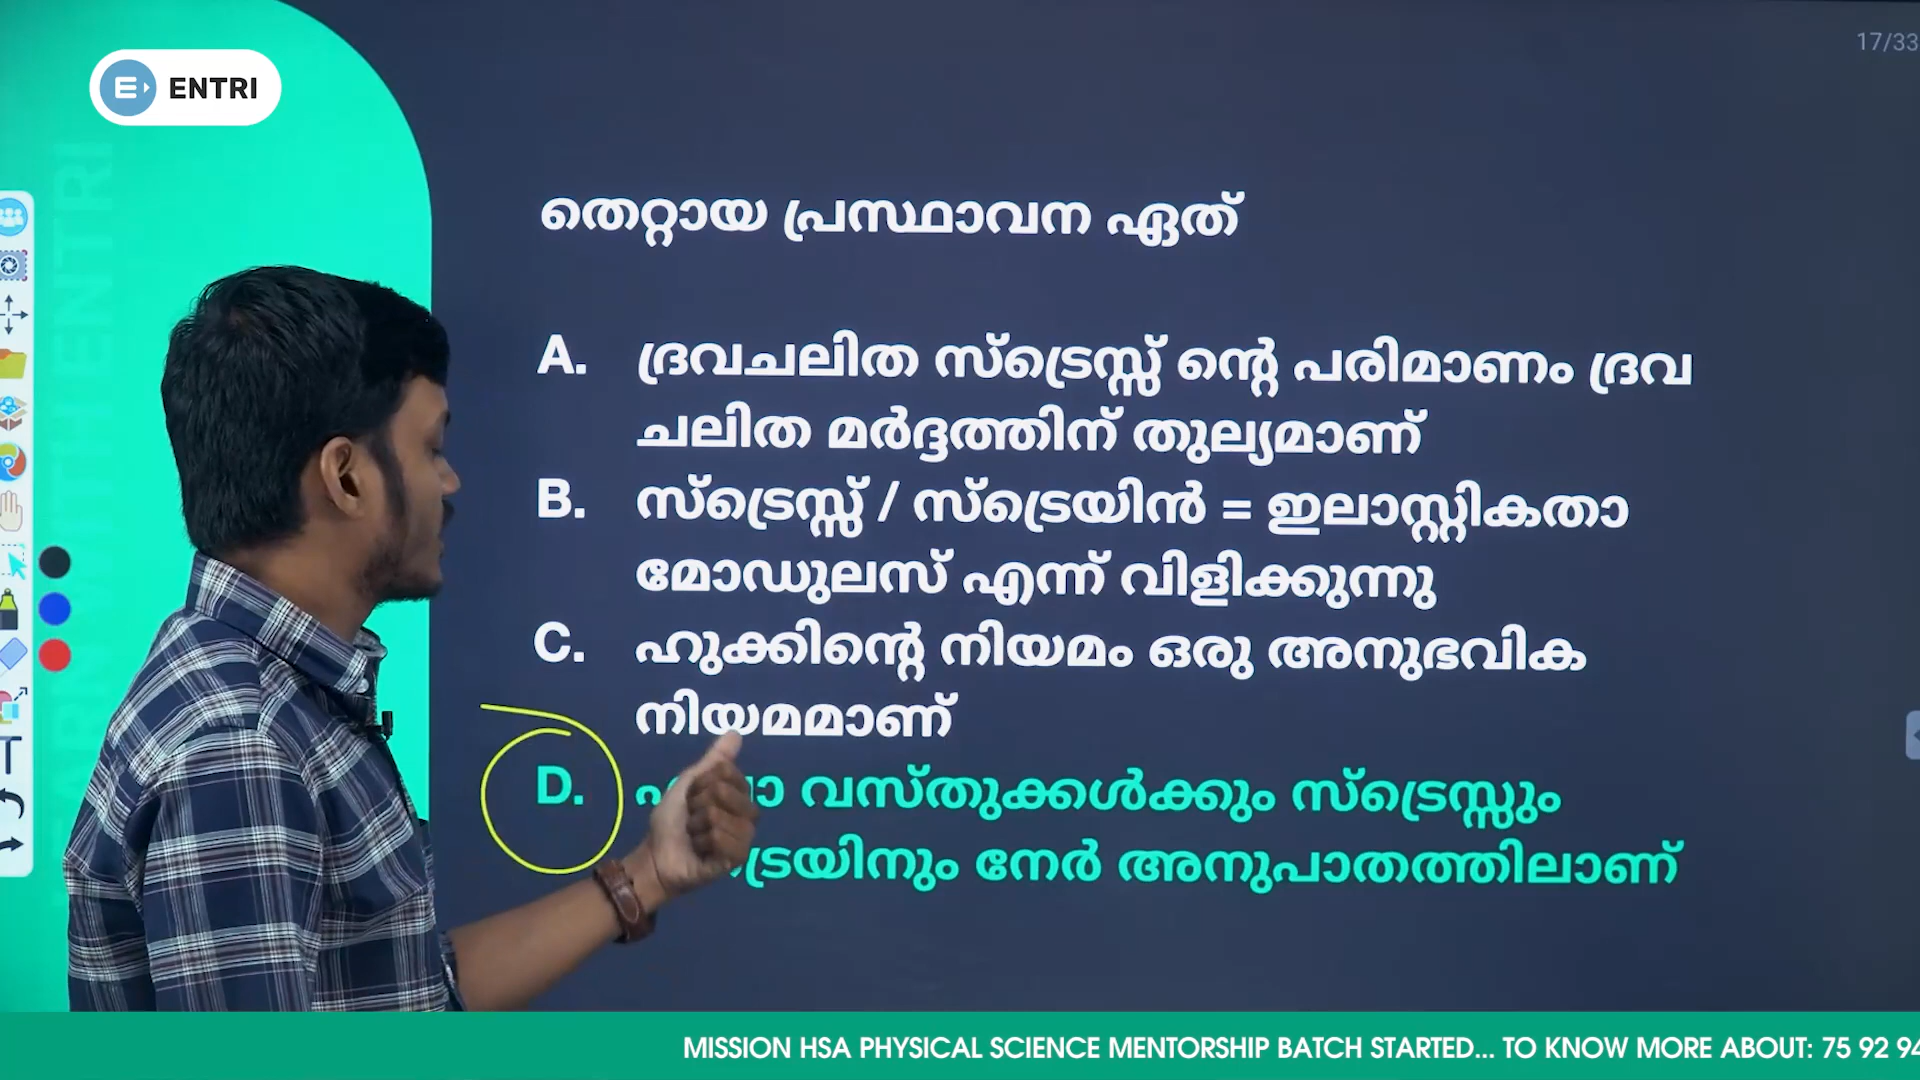 17/33
ENTRI
തെറ്റായ പ്രസ്ഥാവന ഏത്
A. ദ്രവചലിത സ്ട്രെസ്സ് ന്റെ പരിമാണം ദ്രവ
ചലിത മർദ്ദത്തിന് തുല്യമാണ്
B. സ്ട്രെസ്സ് / സ്ട്രെയിൻ = ഇലാസ്റ്റികതാ
മോഡുലസ് എന്ന് വിളിക്കുന്നു
C. ഹുക്കിന്റെ നിയമം ഒരു അനുഭവിക
നിയമമാണ്
D. വസ്തുക്കൾക്കും സ്ട്രെസ്സും
നേർ അനുപാതത്തിലാണ്
MISSION HSA PHYSICAL SCIENCE MENTORSHIP BATCH STARTED... TO KNOW MORE ABOUT: 75 92 94